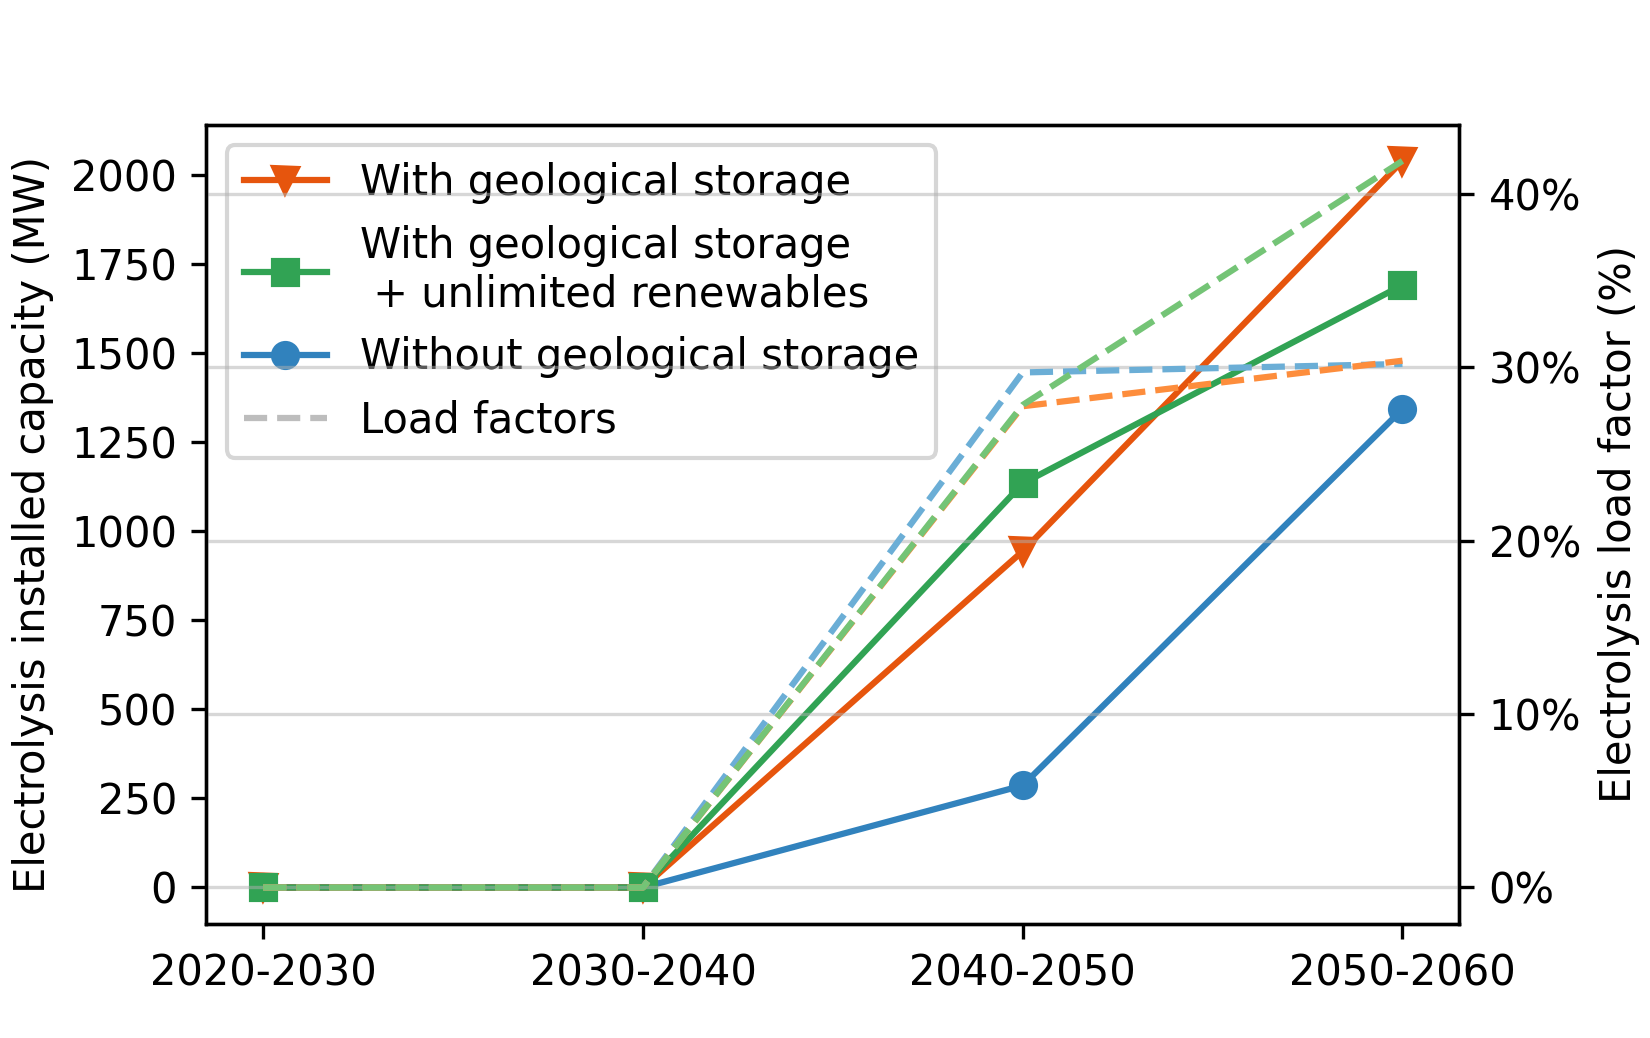 With geological storage
With geological storage
+ unlimited renewables
Without geological storage
Load factors
Electrolysis installed capacity (MW)
2000
1750
1500
1250
1000
750
500
250
0
40%
30%
20%
10%
0%
Electrolysis load factor (%)
2020-2030 2030-2040 2040-2050 2050-2060